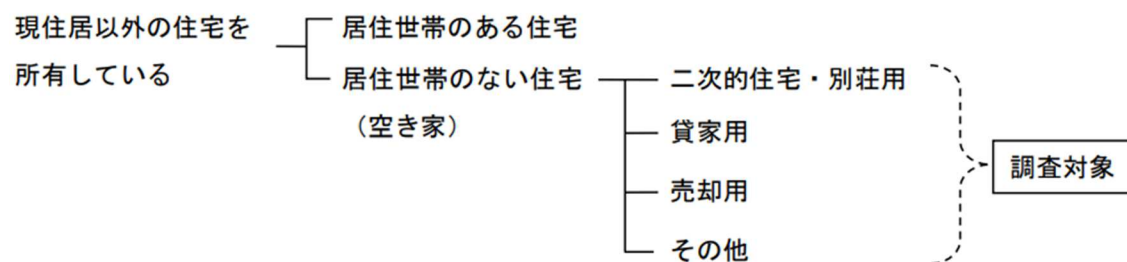 現住居以外の住宅を
所有している
居住世帯のある住宅
居住世帯のない住宅
（空き家）
二次的住宅・別荘用
貸家用
売却用
その他
調査対象